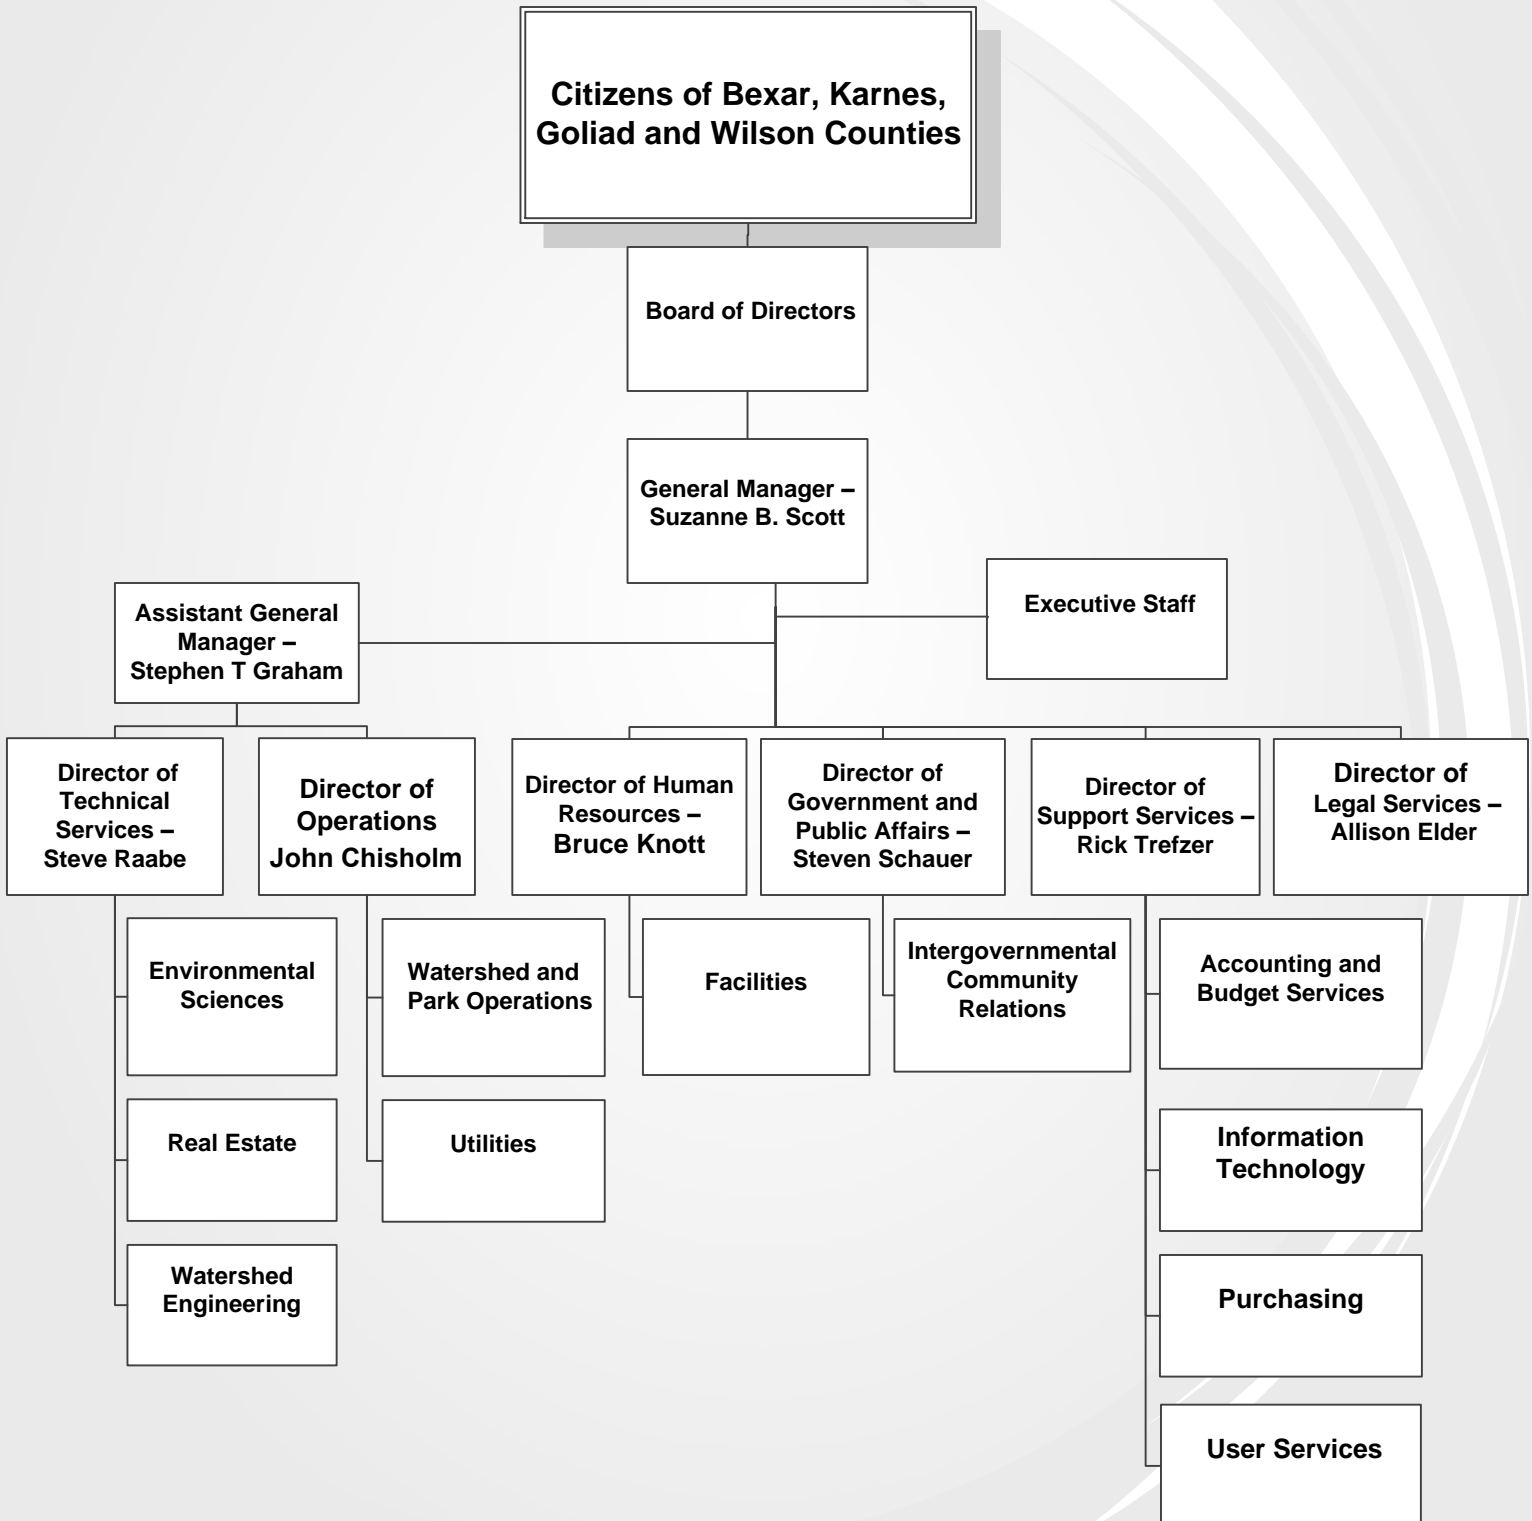 Citizens of Bexar, Karnes,
Goliad and Wilson Counties
Board of Directors
General Manager –
Suzanne B. Scott
Executive Staff
Assistant General
Manager –
Stephen T Graham
Director of
Technical
Services –
Steve Raabe
Director of
Operations
John Chisholm
Director of Human
Resources –
Bruce Knott
Director of
Government and
Public Affairs –
Steven Schauer
Director of
Support Services –
Rick Trefzer
Director of
Legal Services –
Allison Elder
Environmental
Sciences
Real Estate
Watershed
Engineering
Watershed and
Park Operations
Utilities
Facilities
Intergovernmental
Community
Relations
Accounting and
Budget Services
Information
Technology
Purchasing
User Services